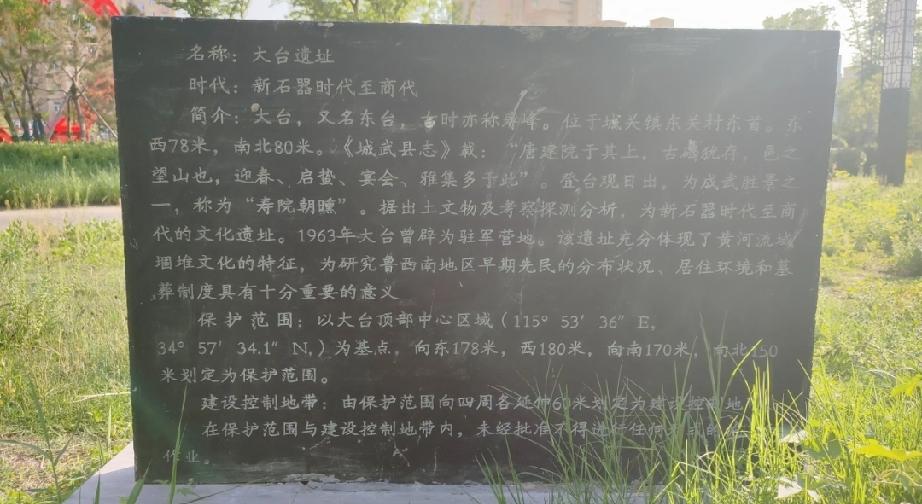 名称：大台遗址
时代：新石器时代至商代
简介：大台，又名东台，古时亦称 峰。位于城关镇东关村东首。东
西78米，南北80米。《城武县志》载：“唐建院于其上，古 犹存，邑之
望山也，迎春、启蛰、宴会、雅集多于此”。登台观日出，为成武胜景之
一，称为“寿院朝曦”。据出土文物及考察探测分析，为新石器时代至商
代的文化遗址。1963年大台曾辟为驻军营地。该遗址充分体现了黄河流域
堌堆文化的特征，为研究鲁西南地区早期先民的分布状况、居住环境和墓
葬制度具有十分重要的意义
保护范围：以大台顶部中心区域（115° 53′ 36″ E，
34° 57′ 34.1″ N，）为基点，向东178米，西180米，向南170米，向北150
米划定为保护范围。
建设控制地带：由保护范围向四周各延伸60米划定为建设控制地
在保护范围与建设控制地带内，未经批准不得进行任何形式的
作业。